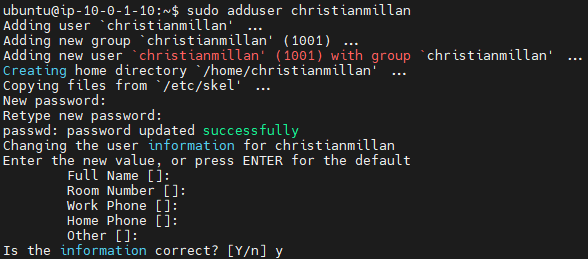 ubuntu@ip-10-0-1-10:~$ sudo adduser christianmillan
Adding user `christianmillan' ...
Adding new group `christianmillan' (1001) ...
Adding new user `christianmillan' (1001) with group `christianmillan' ...
Creating home directory `/home/christianmillan' ...
Copying files from `/etc/skel' ...
New password:
Retype new password:
passwd: password updated successfully
Changing the user information for christianmillan
Enter the new value, or press ENTER for the default
        Full Name []:
        Room Number []:
        Work Phone []:
        Home Phone []:
        Other []:
Is the information correct? [Y/n] y